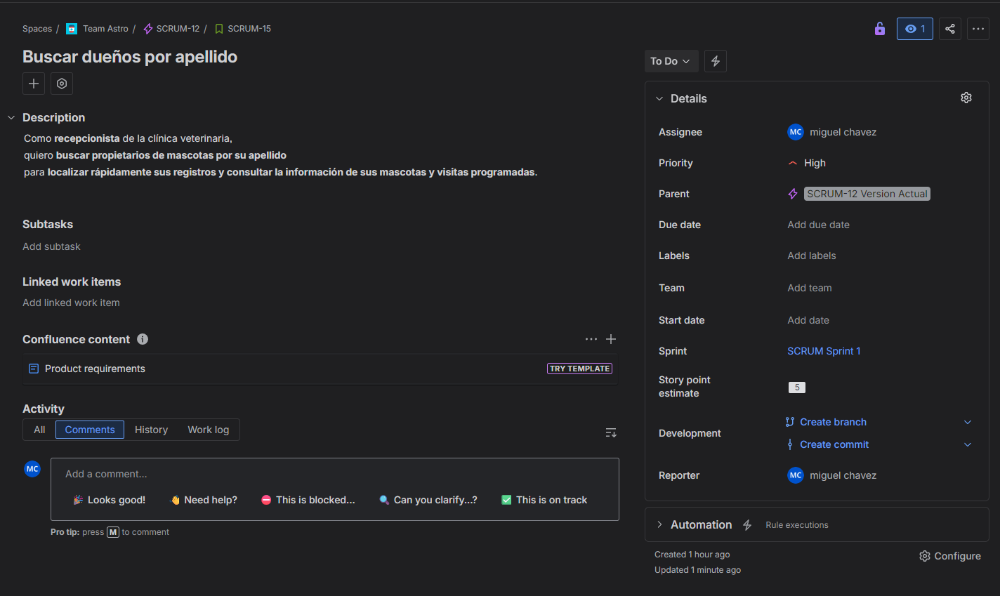 Spaces / Team Astro / SCRUM-12 / SCRUM-15
1
Buscar dueños por apellido
To Do
Description
Como recepcionista de la clínica veterinaria,
quiero buscar propietarios de mascotas por su apellido
para localizar rápidamente sus registros y consultar la información de sus mascotas y visitas programadas.
Subtasks
Add subtask
Linked work items
Add linked work item
Confluence content
Product requirements
TRY TEMPLATE
Activity
All Comments History Work log
MC
Add a comment...
Looks good! Need help? This is blocked... Can you clarify...? This is on track
Pro tip: press M to comment
Details
Assignee MC miguel chavez
Priority High
Parent SCRUM-12 Version Actual
Due date Add due date
Labels Add labels
Team Add team
Start date Add date
Sprint SCRUM Sprint 1
Story point
estimate
5
Development
Create branch
Create commit
Reporter MC miguel chavez
Automation Rule executions
Created 1 hour ago
Updated 1 minute ago
Configure